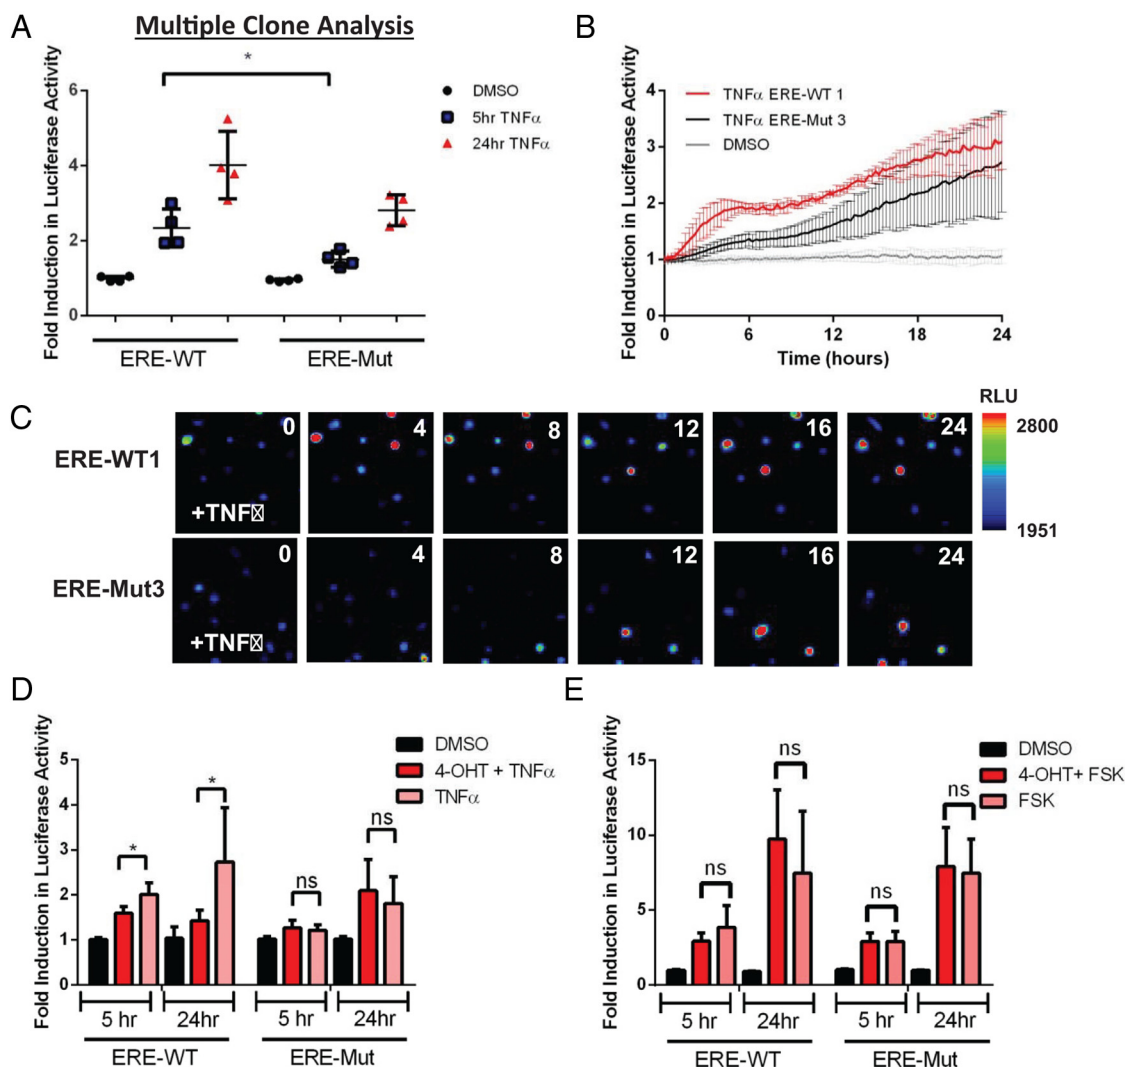 A
Multiple Clone Analysis
Fold Induction in Luciferase Activity
6
4
2
0
*
DMSO
5hr TNFα
24hr TNFα
ERE-WT
ERE-Mut
B
Fold Induction in Luciferase Activity
4
3
2
1
0
TNFα ERE-WT 1
TNFα ERE-Mut 3
DMSO
0
6
12
18
24
Time (hours)
C
ERE-WT1
0
4
8
12
16
24
+TNF□
ERE-Mut3
0
4
8
12
16
24
+TNF□
RLU
2800
1951
D
Fold Induction in Luciferase Activity
5
4
3
2
1
0
DMSO
4-OHT + TNFα
TNFα
*
*
ns
ns
5 hr
24hr
5 hr
24hr
ERE-WT
ERE-Mut
E
Fold Induction in Luciferase Activity
15
10
5
0
DMSO
4-OHT+ FSK
FSK
ns
ns
ns
ns
5 hr
24hr
5 hr
24hr
ERE-WT
ERE-Mut